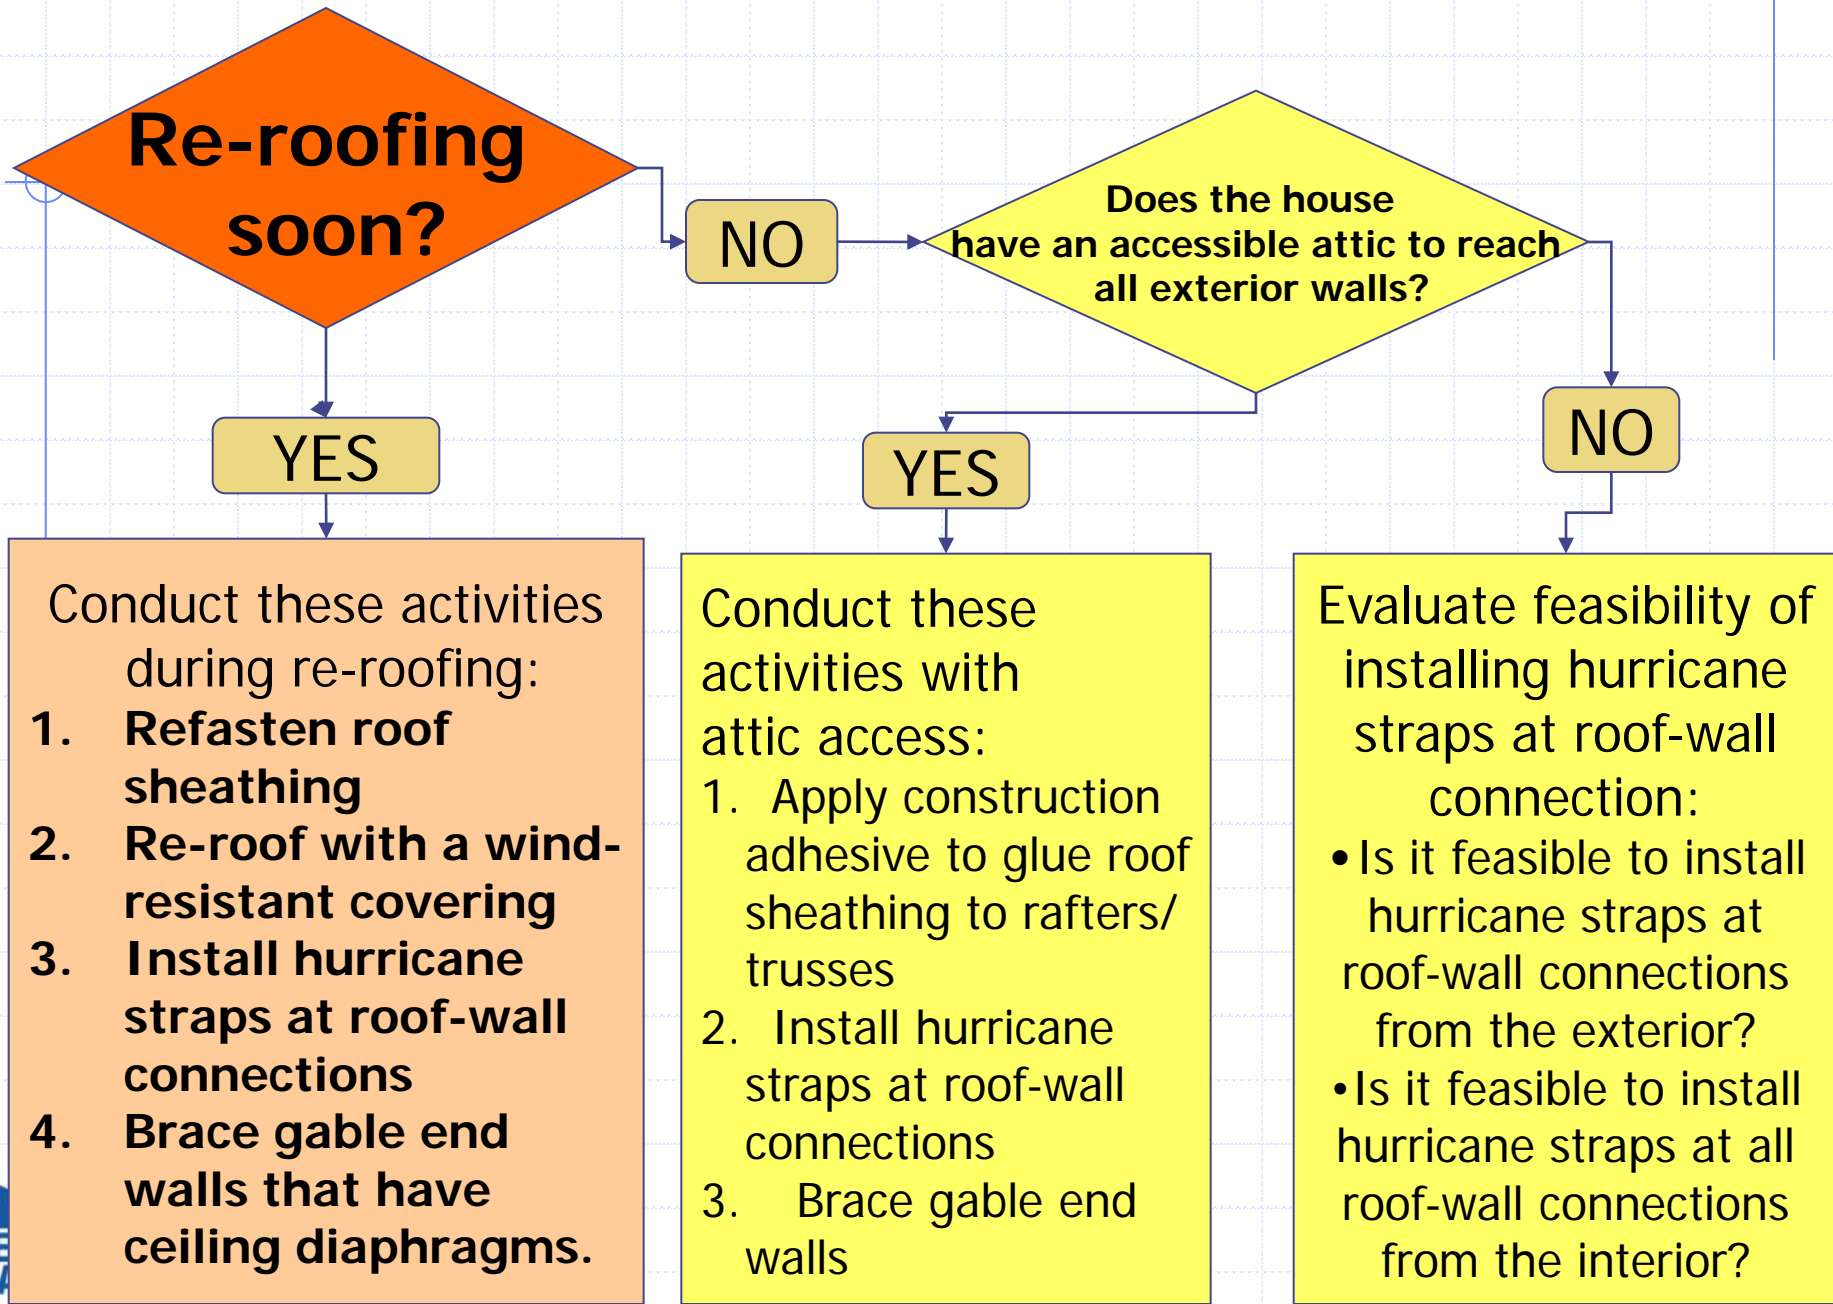 Re-roofing
soon?
NO
Does the house
have an accessible attic to reach
all exterior walls?
YES
YES
NO
Conduct these activities
during re-roofing:
1. Refasten roof
sheathing
2. Re-roof with a wind-
resistant covering
3. Install hurricane
straps at roof-wall
connections
4. Brace gable end
walls that have
ceiling diaphragms.
Conduct these
activities with
attic access:
1. Apply construction
adhesive to glue roof
sheathing to rafters/
trusses
2. Install hurricane
straps at roof-wall
connections
3. Brace gable end
walls
Evaluate feasibility of
installing hurricane
straps at roof-wall
connection:
•Is it feasible to install
hurricane straps at
roof-wall connections
from the exterior?
•Is it feasible to install
hurricane straps at all
roof-wall connections
from the interior?